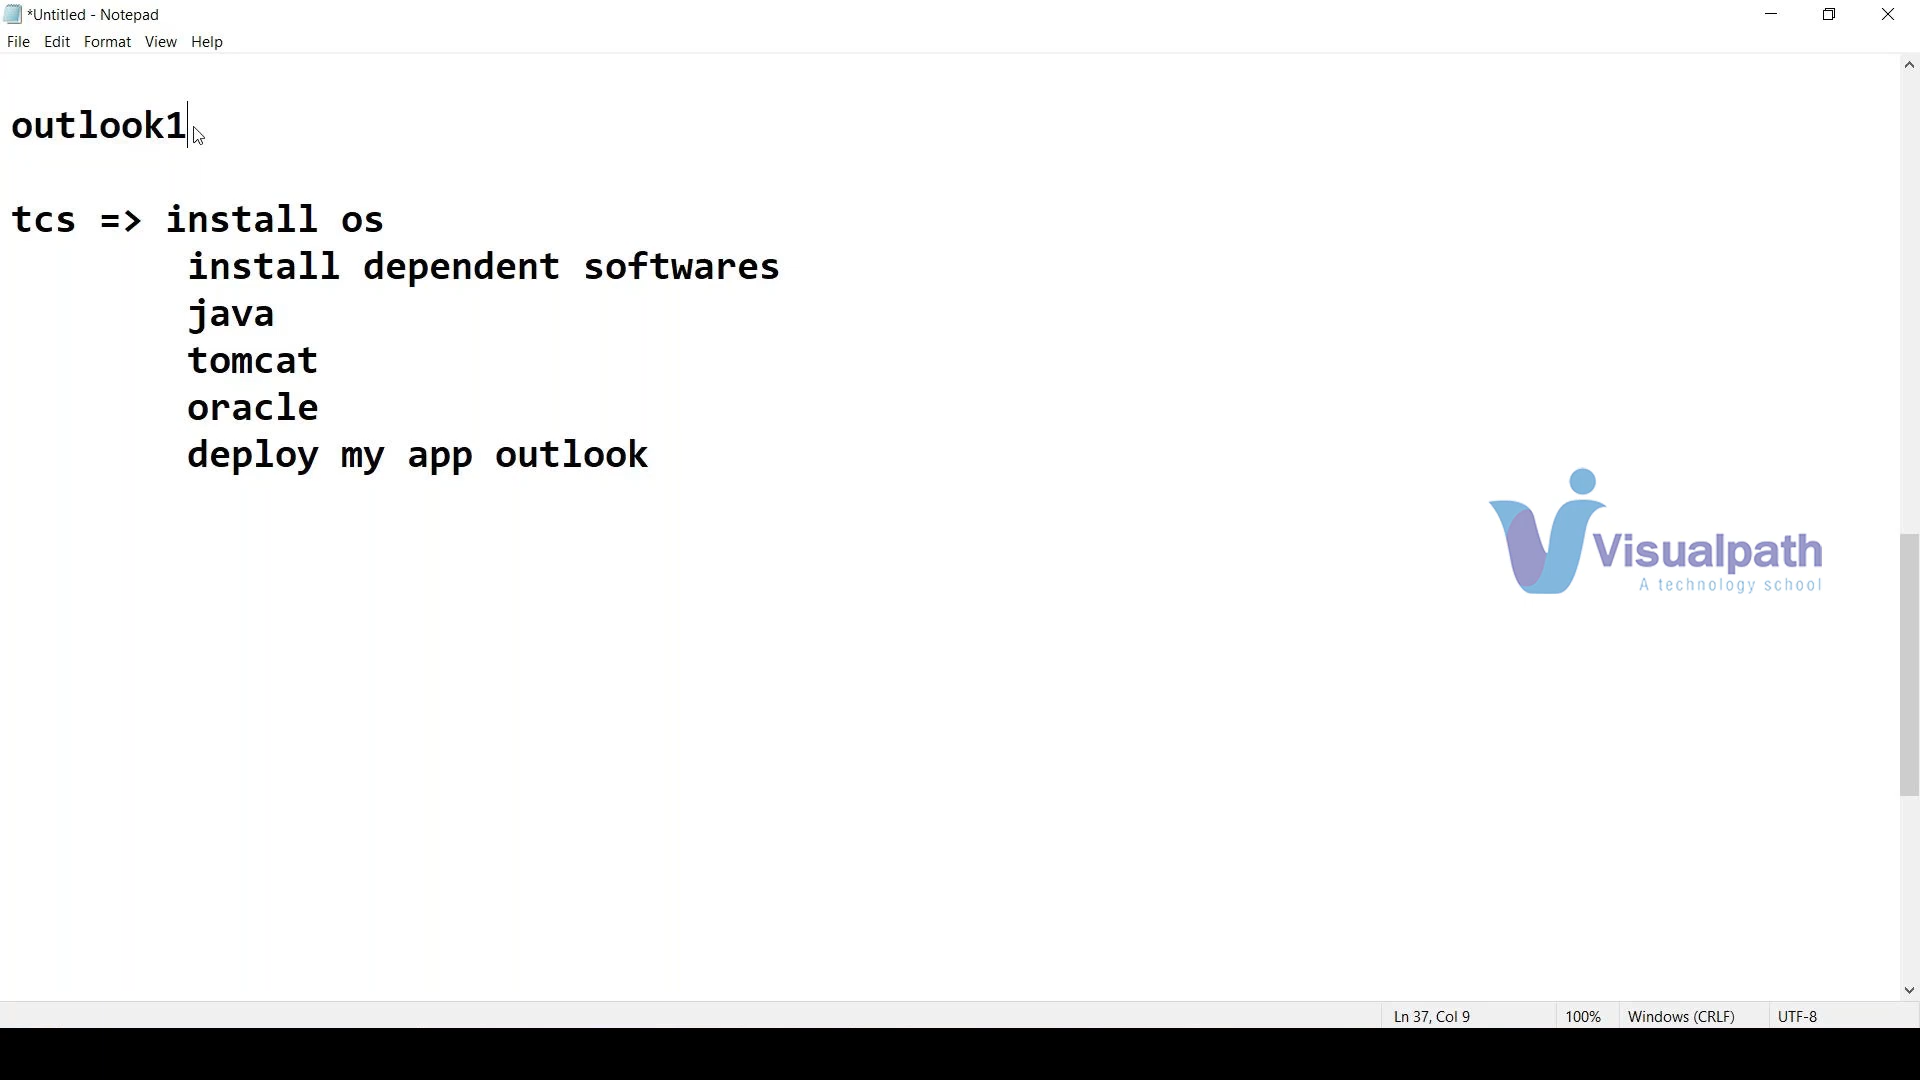 *Untitled - Notepad
File Edit Format View Help
outlook1
tcs => install os
install dependent softwares
java
tomcat
oracle
deploy my app outlook
Visualpath
A technology school
Ln 37, Col 9 100% Windows (CRLF) UTF-8